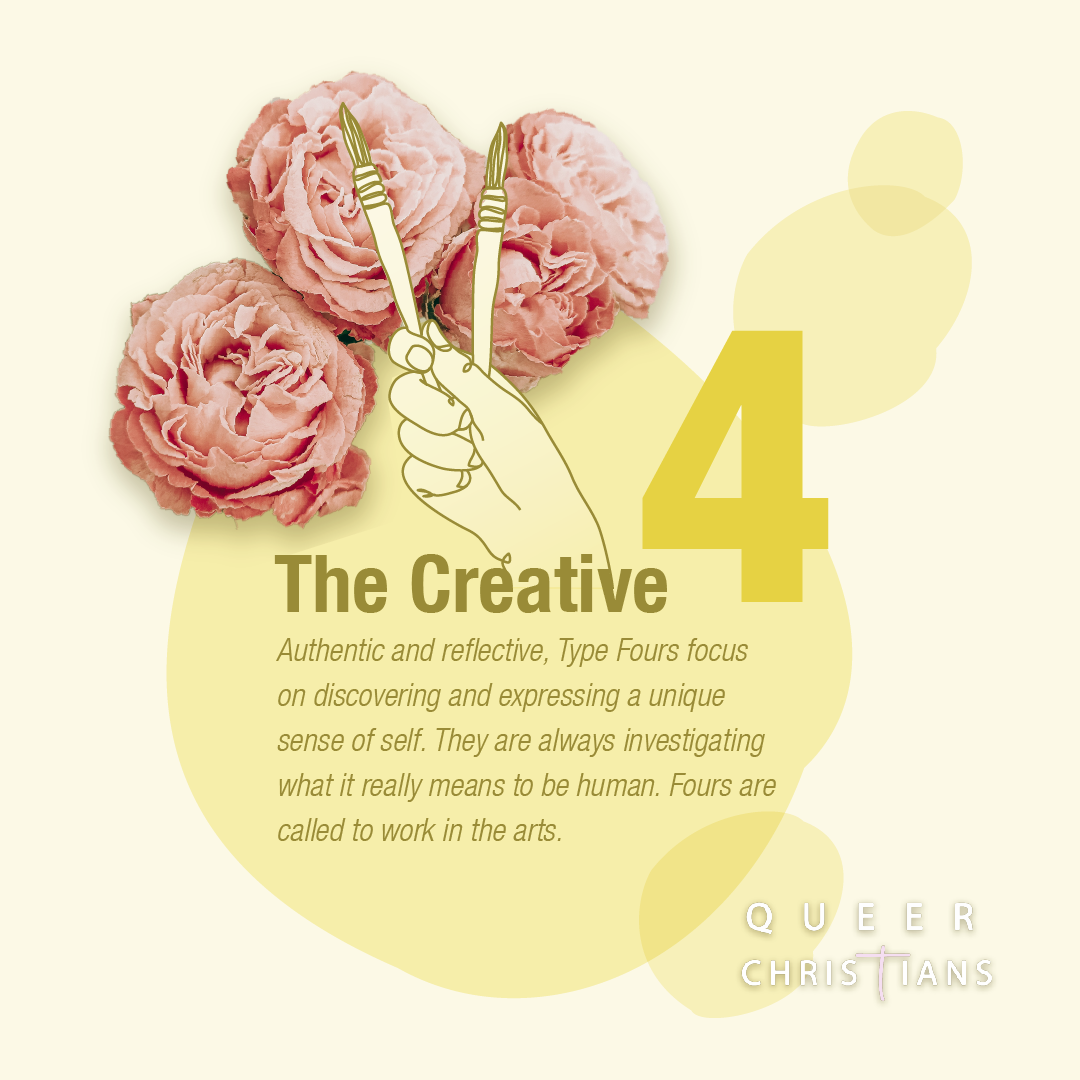 4
The Creative
Authentic and reflective, Type Fours focus
on discovering and expressing a unique
sense of self. They are always investigating
what it really means to be human. Fours are
called to work in the arts.
QUEER
CHRISTIANS